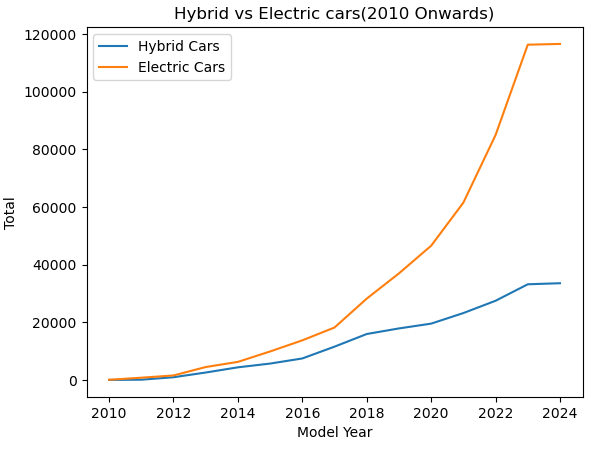 Hybrid vs Electric cars(2010 Onwards)
Hybrid Cars
Electric Cars
120000
100000
80000
60000
40000
20000
0
Total
2010 2012 2014 2016 2018 2020 2022 2024
Model Year